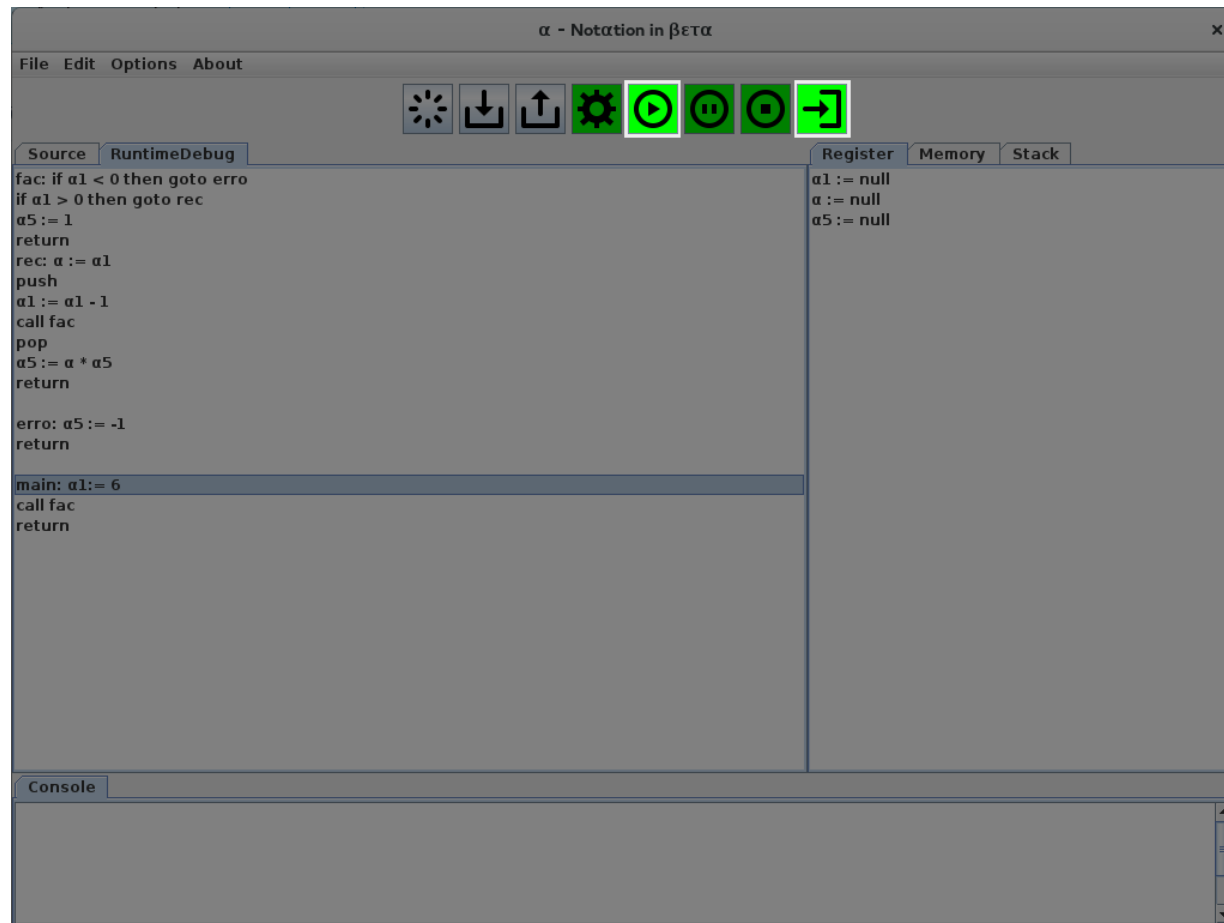 α - Notαtion in βετα
×
File Edit Options About
Source RuntimeDebug
Register Memory Stack
fac: if α1 < 0 then goto erro
if α1 > 0 then goto rec
α5 := 1
return
rec: α := α1
push
α1 := α1 - 1
call fac
pop
α5 := α * α5
return
erro: α5 := -1
return
main: α1:= 6
call fac
return
α1 := null
α := null
α5 := null
Console